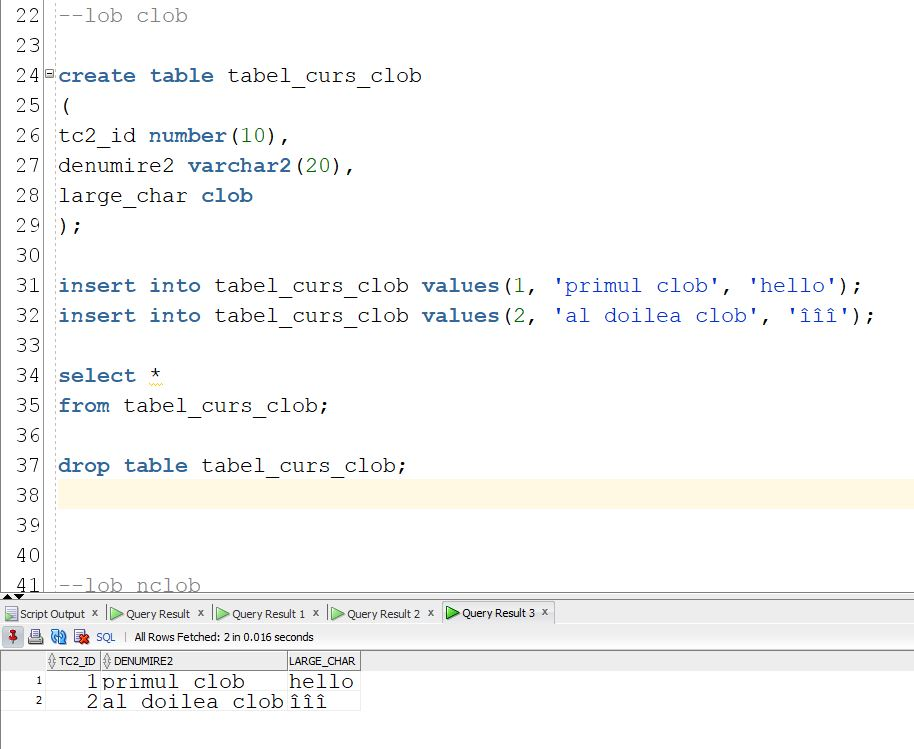 22 --lob clob
23
24 create table tabel_curs_clob
25 (
26 tc2_id number(10),
27 denumire2 varchar2(20),
28 large_char clob
29 );
30
31 insert into tabel_curs_clob values(1, 'primul clob', 'hello');
32 insert into tabel_curs_clob values(2, 'al doilea clob', 'îîî');
33
34 select *
35 from tabel_curs_clob;
36
37 drop table tabel_curs_clob;
38
39
40
41 --lob nclob
Script Output x Query Result x Query Result 1 x Query Result 2 x Query Result 3 x
SQL | All Rows Fetched: 2 in 0.016 seconds
TC2_ID DENUMIRE2 LARGE_CHAR
1 1 primul clob hello
2 2 al doilea clob îîî